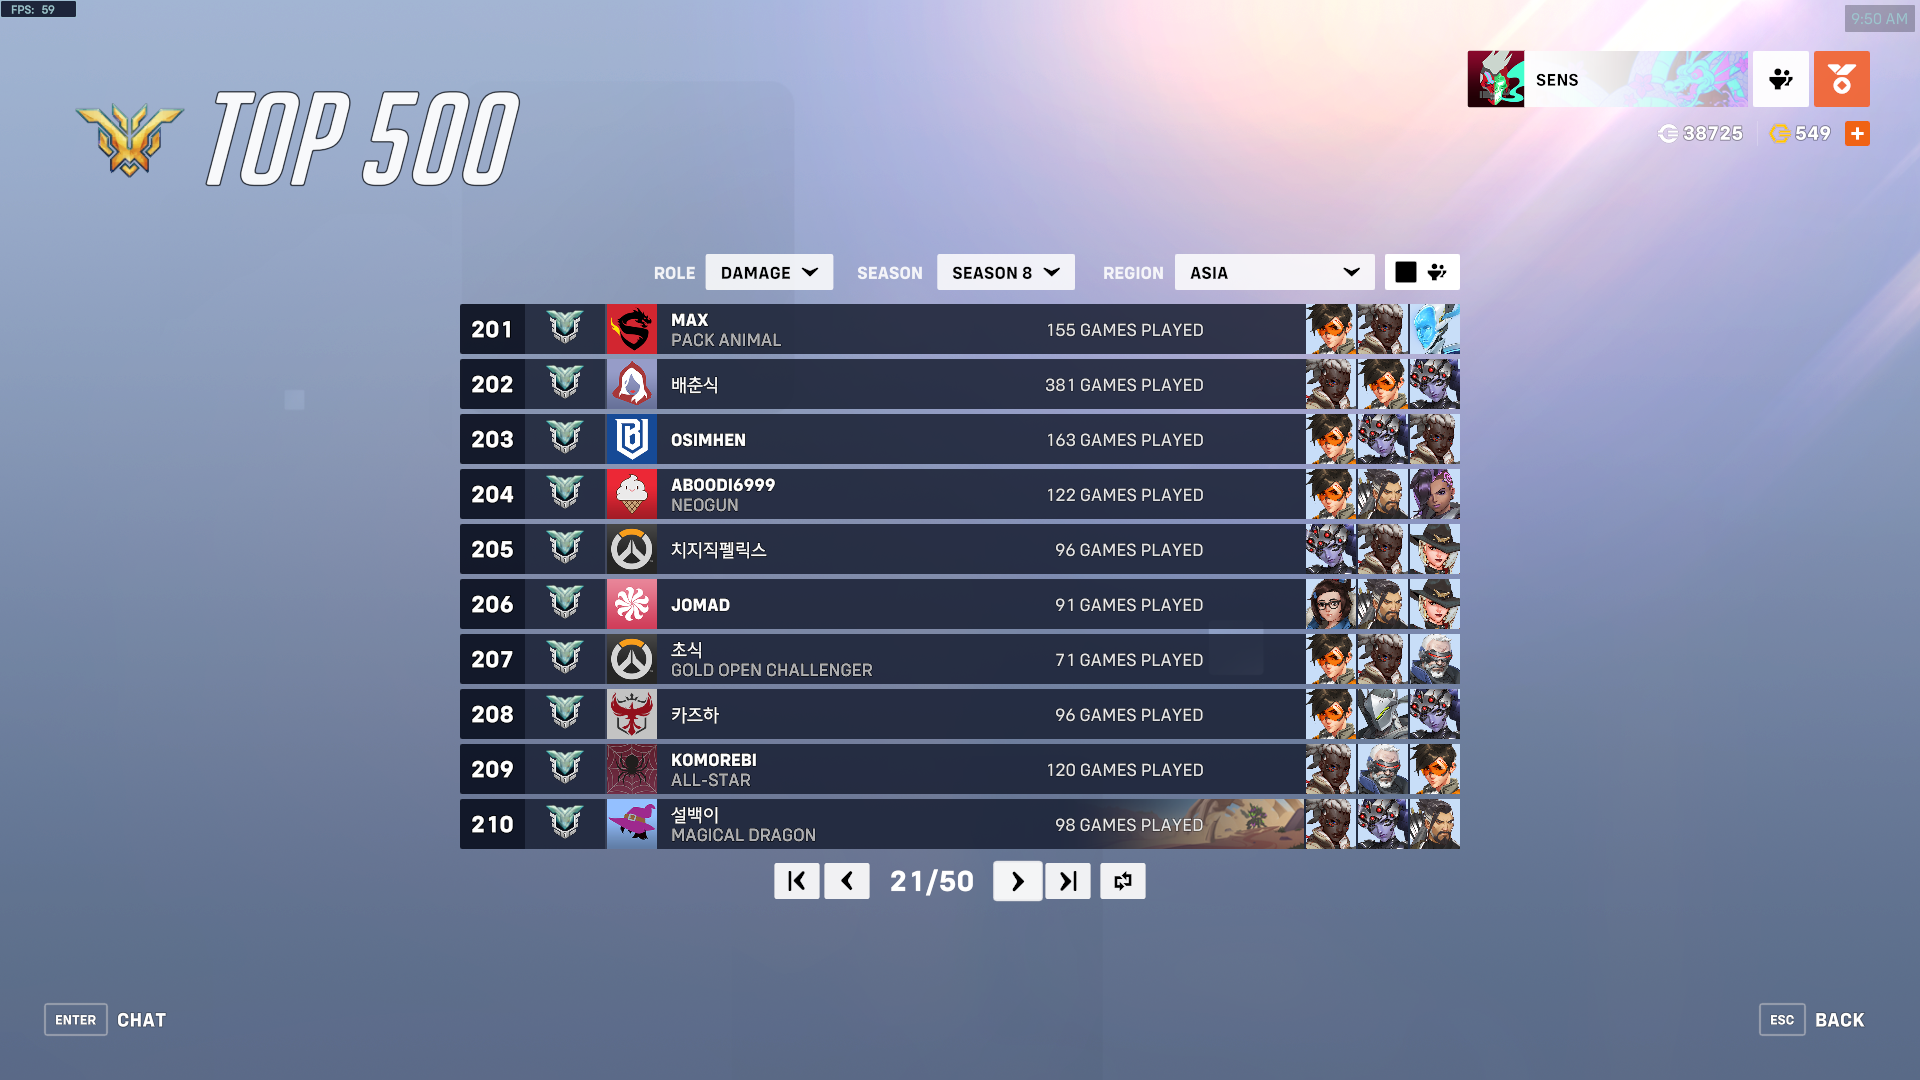 FPS: 59
9:50 AM
TOP 500
SENS
38725
549
ROLE DAMAGE SEASON SEASON 8 REGION ASIA
201 MAX 155 GAMES PLAYED
PACK ANIMAL
202 배춘식 381 GAMES PLAYED
203 OSIMHEN 163 GAMES PLAYED
204 ABOODI6999 122 GAMES PLAYED
NEOGUN
205 치지직펠릭스 96 GAMES PLAYED
206 JOMAD 91 GAMES PLAYED
207 초식 71 GAMES PLAYED
GOLD OPEN CHALLENGER
208 카즈하 96 GAMES PLAYED
209 KOMOREBI 120 GAMES PLAYED
ALL-STAR
210 설백이 98 GAMES PLAYED
MAGICAL DRAGON
21/50
ENTER CHAT
ESC BACK